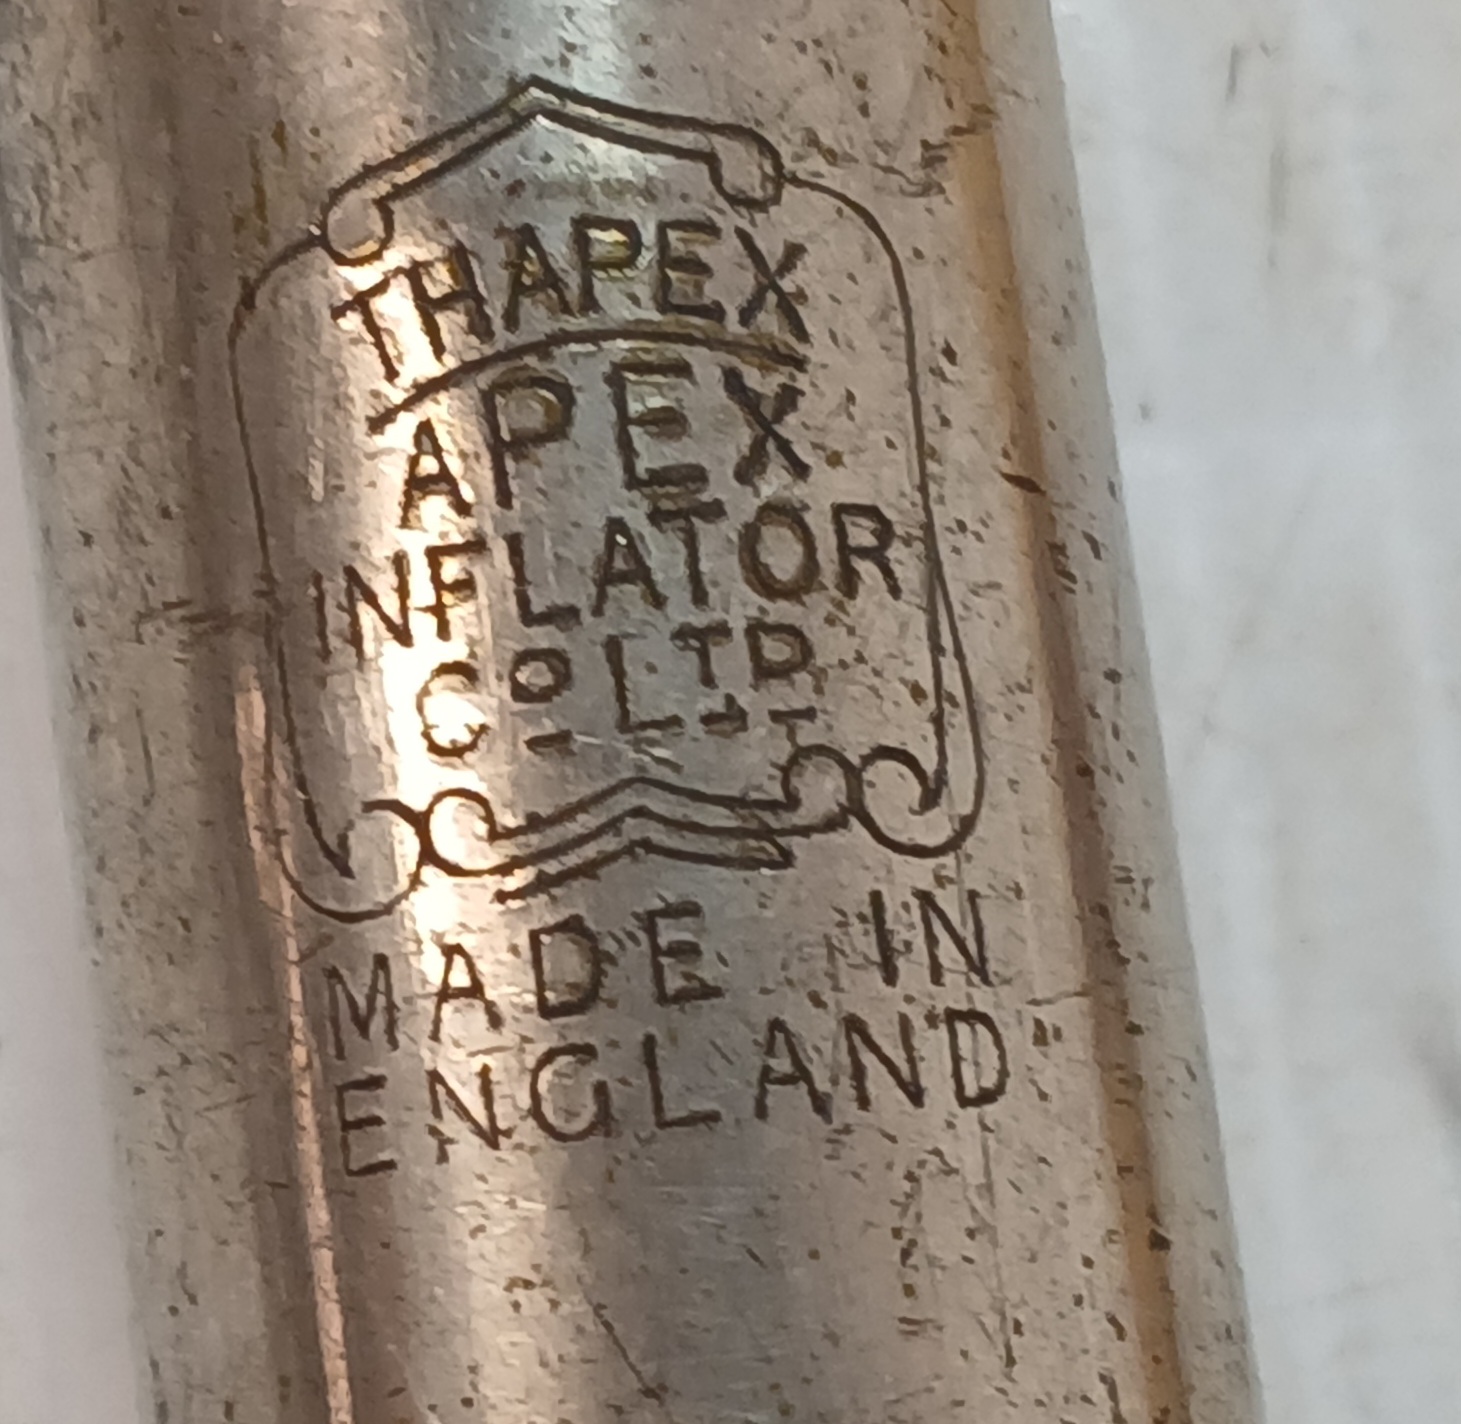 THAPEX
APEX
INFLATOR
Cº LTD
MADE IN
ENGLAND